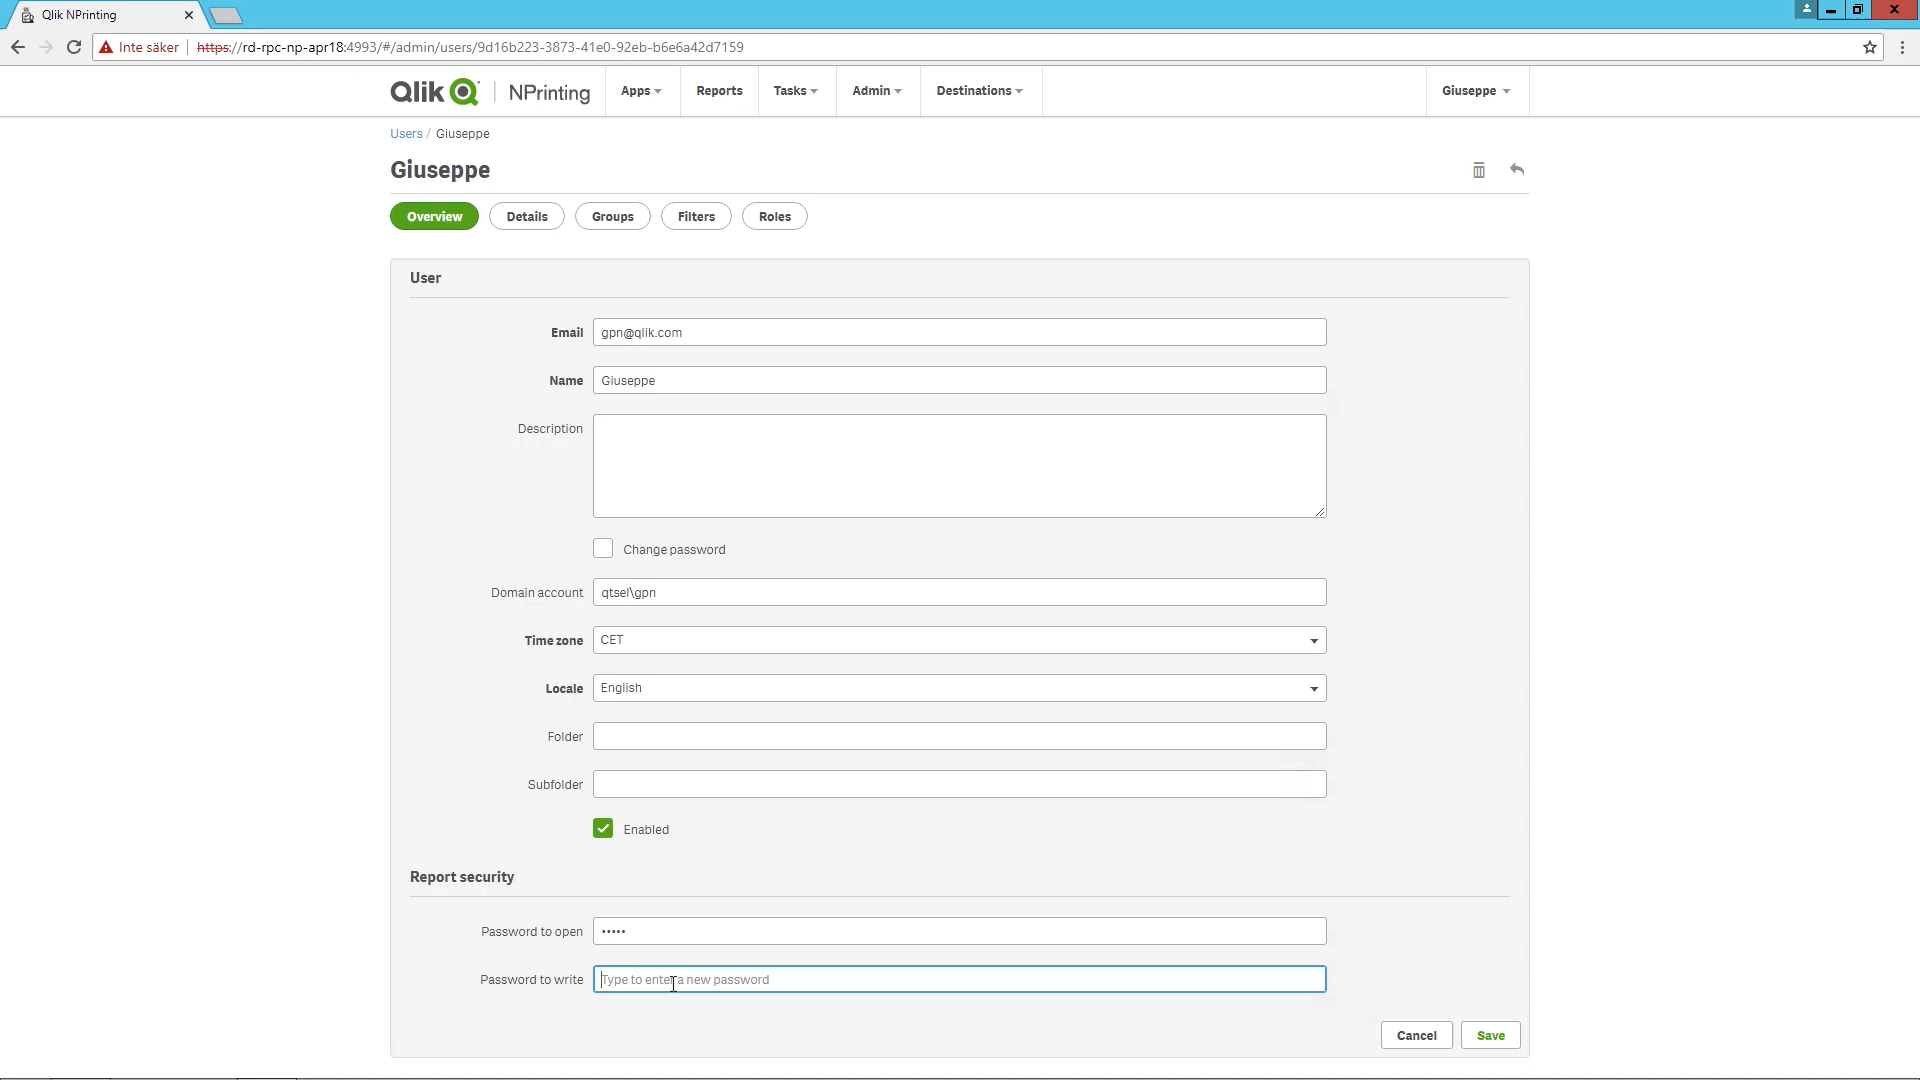 Qlik NPrinting
Inte säker https://rd-rpc-np-apr18:4993/#/admin/users/9d16b223-3873-41e0-92eb-b6e6a42d7159
Qlik NPrinting Apps Reports Tasks Admin Destinations Giuseppe
Users / Giuseppe
Giuseppe
Overview Details Groups Filters Roles
User
Email gpn@qlik.com
Name Giuseppe
Description
Change password
Domain account qtsel\gpn
Time zone CET
Locale English
Folder
Subfolder
Enabled
Report security
Password to open •••••
Password to write Type to enter a new password
Cancel Save